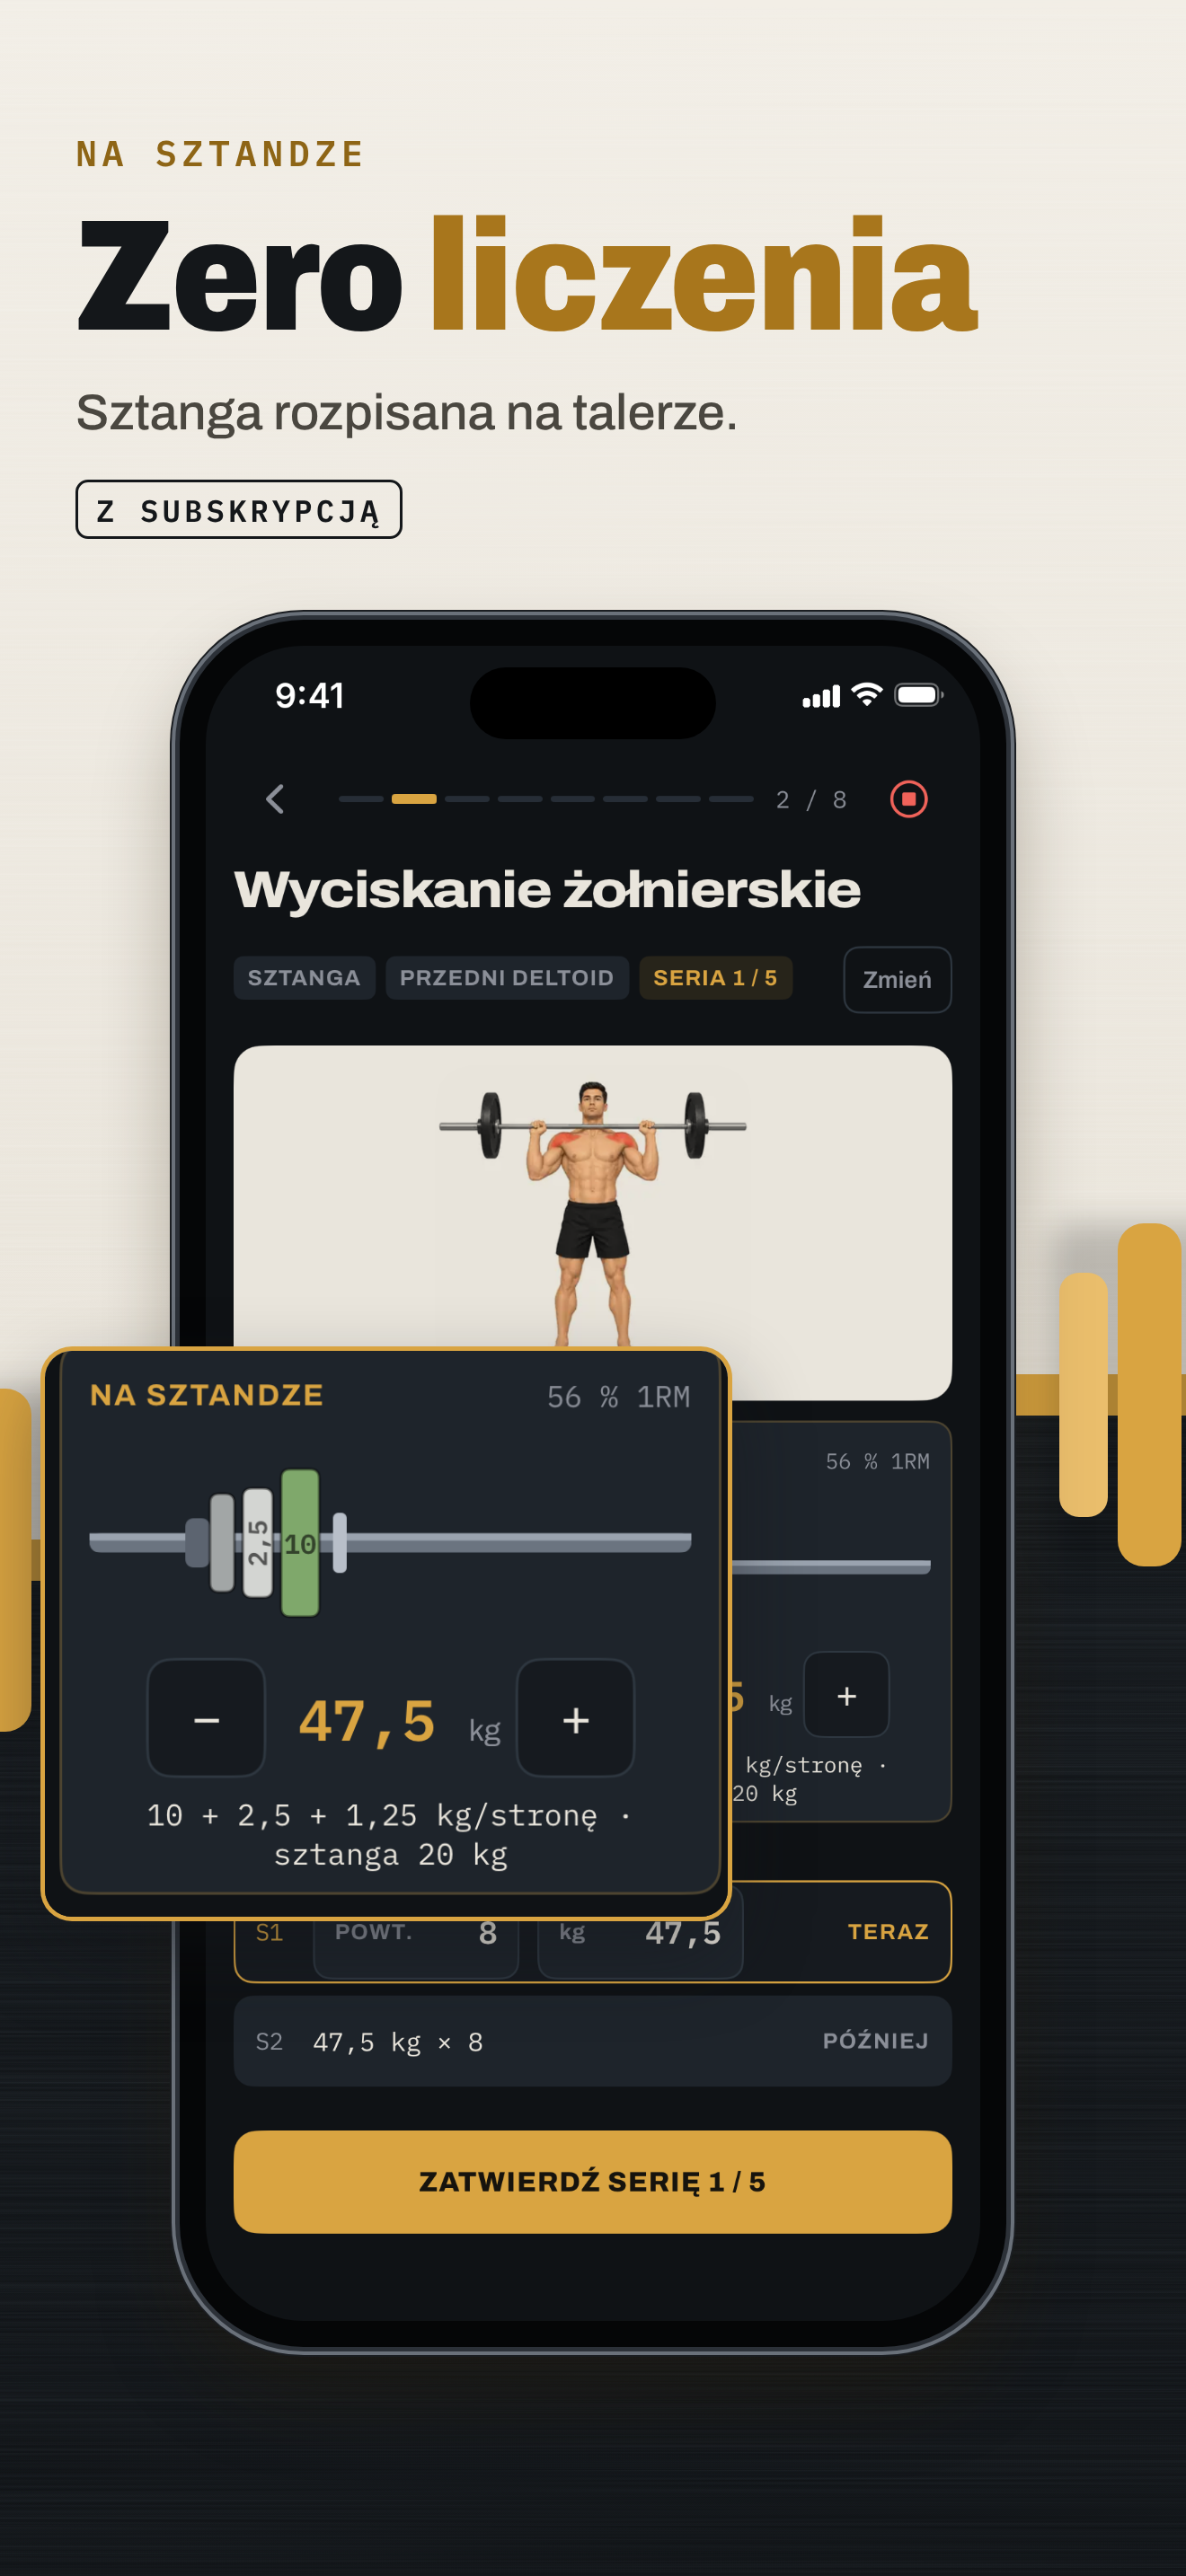 NA SZTANDZE
Zero liczenia
Sztanga rozpisana na talerze.
Z SUBSKRYPCJĄ
9:41
2 / 8
Wyciskanie żołnierskie
SZTANGA
PRZEDNI DELTOID
SERIA 1 / 5
Zmień
NA SZTANDZE
56 % 1RM
2,5
10
− 47,5 kg +
10 + 2,5 + 1,25 kg/stronę ·
sztanga 20 kg
56 % 1RM
5 kg +
kg/stronę ·
20 kg
S1 POWT. 8 kg 47,5 TERAZ
S2 47,5 kg × 8 PÓŹNIEJ
ZATWIERDŹ SERIĘ 1 / 5